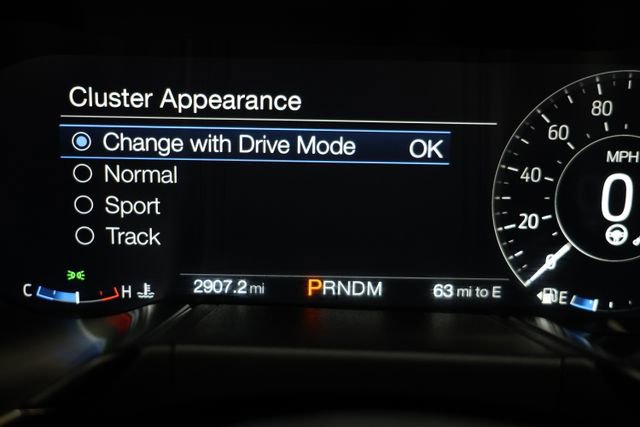 Cluster Appearance
Change with Drive Mode OK
Normal
Sport
Track
80
60
MPH
40
0
20
0
C H
2907.2 mi PRNDM 63 mi to E
E